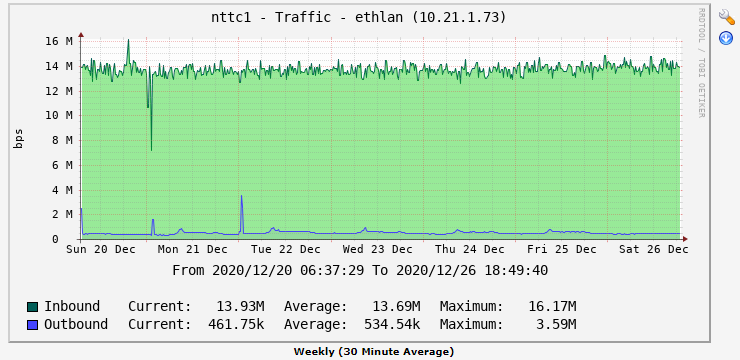 nttc1 - Traffic - ethlan (10.21.1.73)
RRDTOOL / TOBI OETIKER
bps
16 M
14 M
12 M
10 M
8 M
6 M
4 M
2 M
0
Sun 20 Dec Mon 21 Dec Tue 22 Dec Wed 23 Dec Thu 24 Dec Fri 25 Dec Sat 26 Dec
From 2020/12/20 06:37:29 To 2020/12/26 18:49:40
Inbound Current: 13.93M Average: 13.69M Maximum: 16.17M
Outbound Current: 461.75k Average: 534.54k Maximum: 3.59M
Weekly (30 Minute Average)